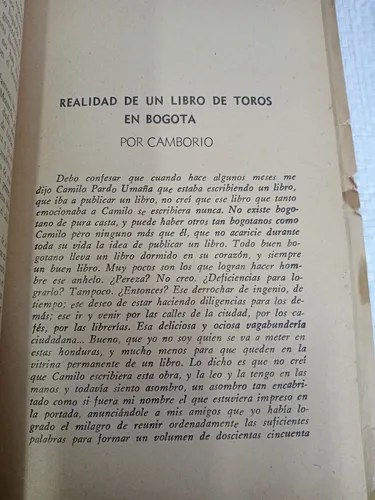 REALIDAD DE UN LIBRO DE TOROS
EN BOGOTA
POR CAMBORIO
Debo confesar que cuando hace algunos meses me
dijo Camilo Pardo Umaña que estaba escribiendo un libro,
que iba a publicar un libro, no creí que ese libro que tanto
emocionaba a Camilo se escribiera nunca. No existe bogo-
tano de pura casta, y puede haber otros tan bogotanos como
Camilo pero ninguno más que él, que no acaricie durante
toda su vida la idea de publicar un libro. Todo buen bogo-
tano lleva un libro dormido en su corazón, y siempre es
un buen libro. Muy pocos son los que logran hacer hom-
bre ese anhelo. ¿Pereza? No creo. ¿Deficiencias para lo-
grarlo? Tampoco. ¿Entonces? Ese derrochar de ingenio, de
tiempo; ese deseo de estar haciendo diligencias para los de-
más; ese ir y venir por las calles de la ciudad, por los ca-
fés, por las librerías. Esa deliciosa y ociosa vagabundería
ciudadana... Bueno, que yo no soy quien se va a meter en
estas honduras, y mucho menos para que queden en la
vitrina permanente de un libro. Lo dicho es que no creí
que Camilo escribiera esta obra, y la leo y la tengo en las
manos y todavía siento asombro, un asombro tan encabri-
tado como si fuera mi nombre el que estuviera impreso en
la portada, anunciándole a mis amigos que yo había lo-
grado el milagro de reunir ordenadamente las suficientes
palabras para formar un volumen de doscientas cincuenta